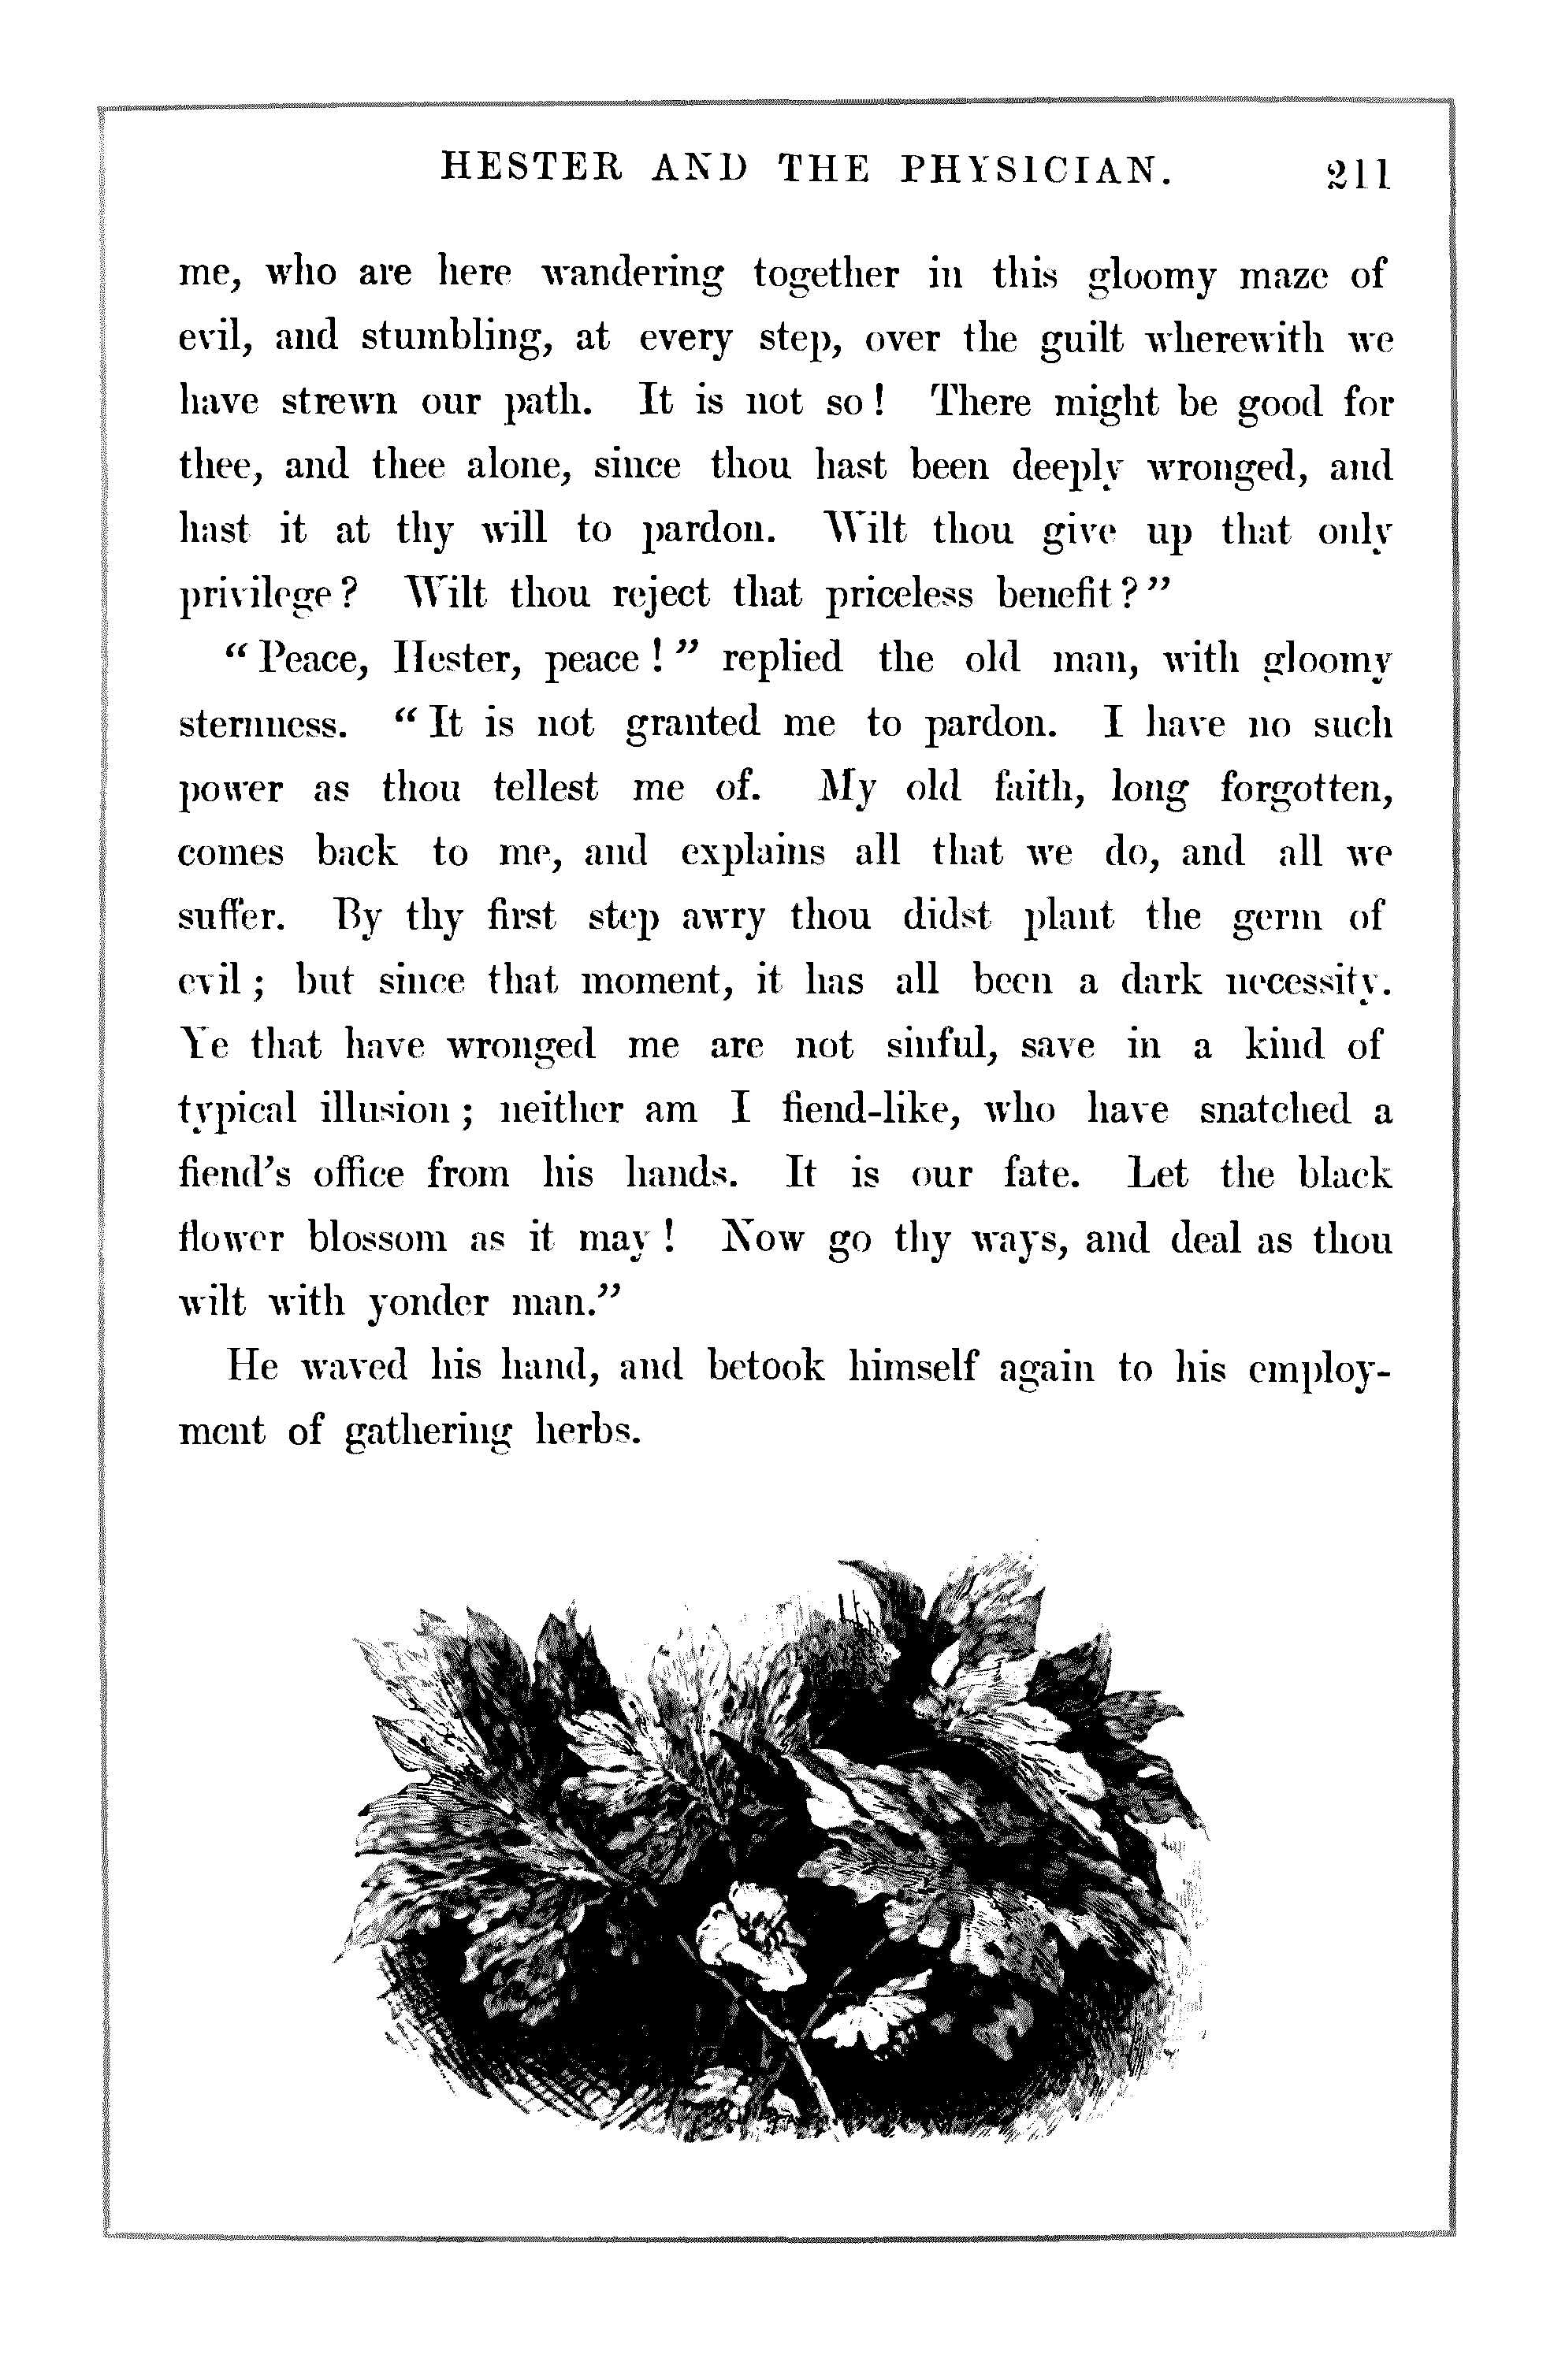 HESTER AND THE PHYSICIAN. 211
me, who are here wandering together in this gloomy maze of
evil, and stumbling, at every step, over the guilt wherewith we
have strewn our path. It is not so! There might be good for
thee, and thee alone, since thou hast been deeply wronged, and
hast it at thy will to pardon. Wilt thou give up that only
privilege? Wilt thou reject that priceless benefit?”
“Peace, Hester, peace!” replied the old man, with gloomy
sternness. “It is not granted me to pardon. I have no such
power as thou tellest me of. My old faith, long forgotten,
comes back to me, and explains all that we do, and all we
suffer. By thy first step awry thou didst plant the germ of
evil; but since that moment, it has all been a dark necessity.
Ye that have wronged me are not sinful, save in a kind of
typical illusion; neither am I fiend-like, who have snatched a
fiend’s office from his hands. It is our fate. Let the black
flower blossom as it may! Now go thy ways, and deal as thou
wilt with yonder man.”
He waved his hand, and betook himself again to his employ-
ment of gathering herbs.